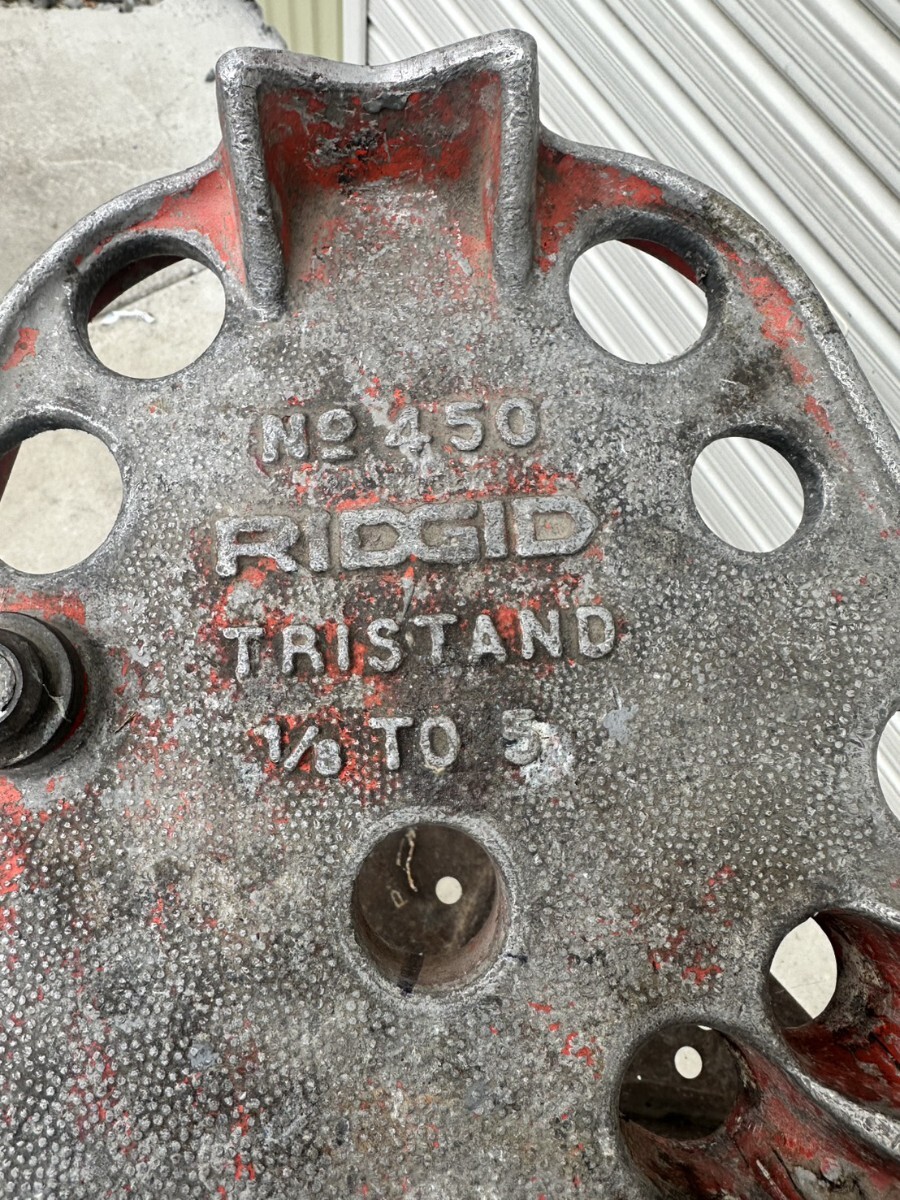 Nº 450
RIDGID
TRISTAND
1/8 TO 5